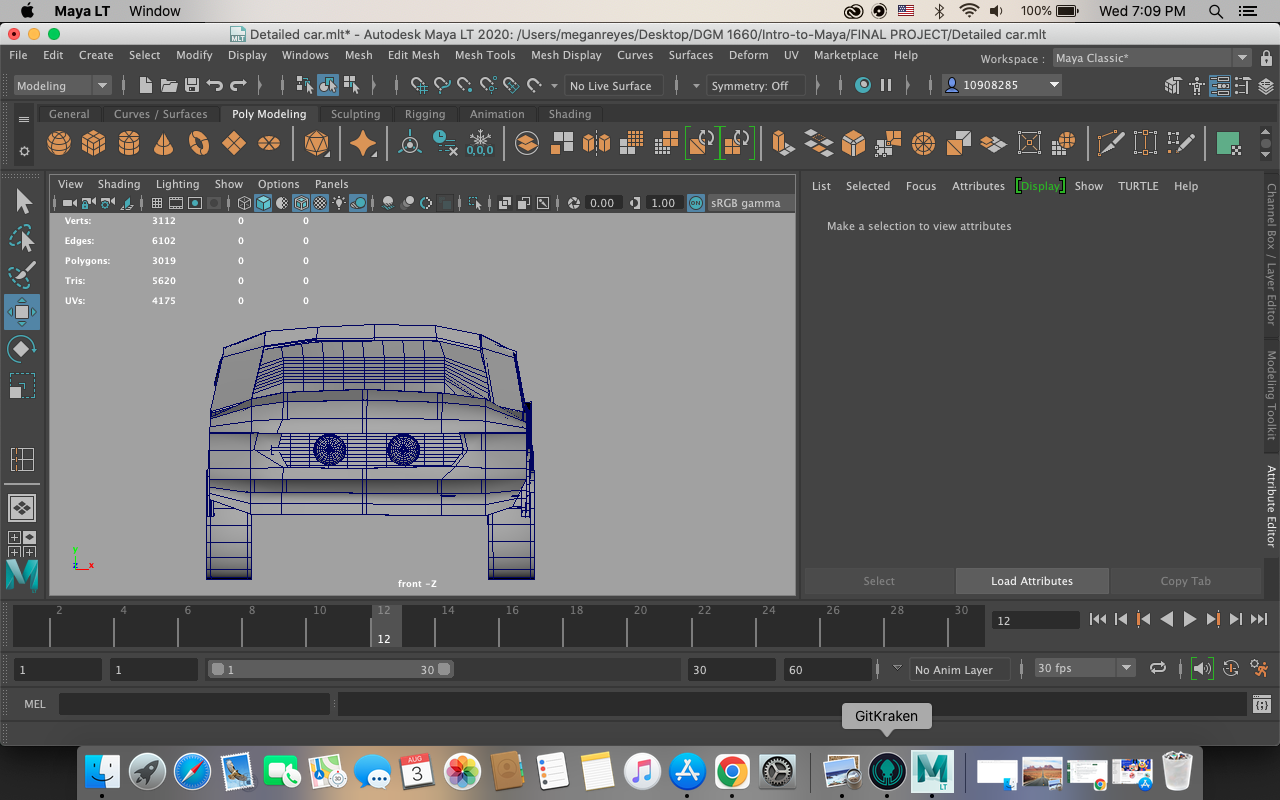 Maya LT Window 100% Wed 7:09 PM
MLT Detailed car.mlt* - Autodesk Maya LT 2020: /Users/meganreyes/Desktop/DGM 1660/Intro-to-Maya/FINAL PROJECT/Detailed car.mlt
File Edit Create Select Modify Display Windows Mesh Edit Mesh Mesh Tools Mesh Display Curves Surfaces Deform UV Marketplace Help Workspace : Maya Classic*
Modeling No Live Surface Symmetry: Off 10908285
General Curves / Surfaces Poly Modeling Sculpting Rigging Animation Shading
0,0,0
View Shading Lighting Show Options Panels
0.00 1.00 ON sRGB gamma
Verts: 3112 0 0
Edges: 6102 0 0
Polygons: 3019 0 0
Tris: 5620 0 0
UVs: 4175 0 0
Y
Z X
front -Z
List Selected Focus Attributes Display Show TURTLE Help
Make a selection to view attributes
Channel Box / Layer Editor
Modeling Toolkit
Attribute Editor
Select Load Attributes Copy Tab
2 4 6 8 10 12 14 16 18 20 22 24 26 28 30
12
12
1 1 1 30 30 60 No Anim Layer 30 fps
MEL
GitKraken
AUG
3
M
LT